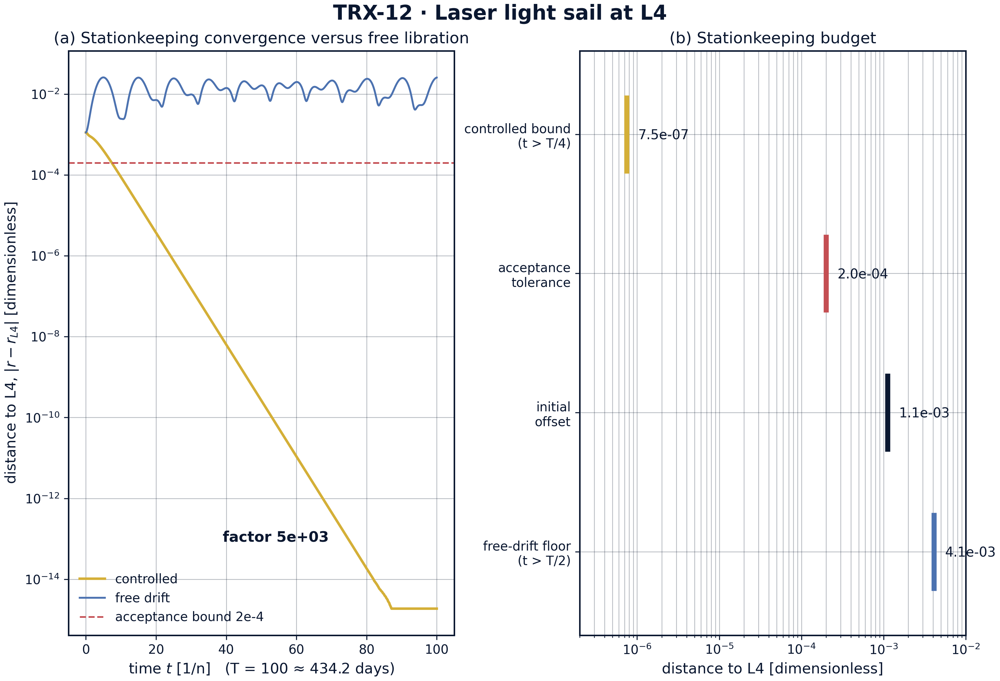 TRX-12 · Laser light sail at L4
(a) Stationkeeping convergence versus free libration
distance to L4, |r − r_{L4}| [dimensionless]
10^{−2}
10^{−4}
10^{−6}
10^{−8}
10^{−10}
10^{−12}
10^{−14}
factor 5e+03
controlled
free drift
acceptance bound 2e-4
0 20 40 60 80 100
time t [1/n] (T = 100 ≈ 434.2 days)
(b) Stationkeeping budget
controlled bound
(t > T/4)
7.5e-07
acceptance
tolerance
2.0e-04
initial
offset
1.1e-03
free-drift floor
(t > T/2)
4.1e-03
10^{−6} 10^{−5} 10^{−4} 10^{−3} 10^{−2}
distance to L4 [dimensionless]